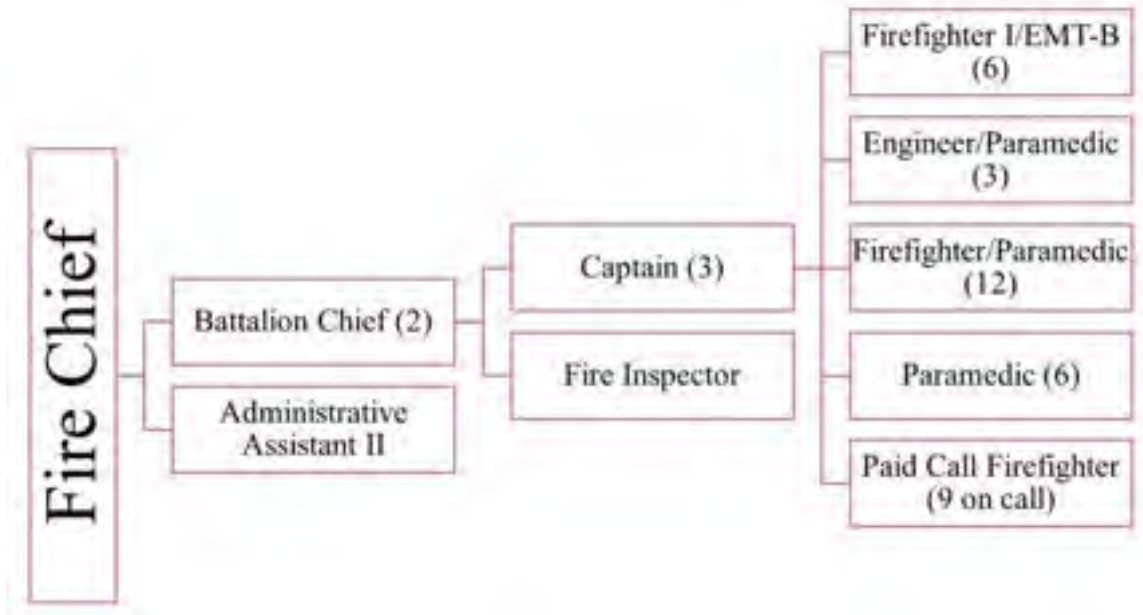 Fire Chief
Battalion Chief (2)
Administrative
Assistant II
Captain (3)
Fire Inspector
Firefighter I/EMT-B
(6)
Engineer/Paramedic
(3)
Firefighter/Paramedic
(12)
Paramedic (6)
Paid Call Firefighter
(9 on call)